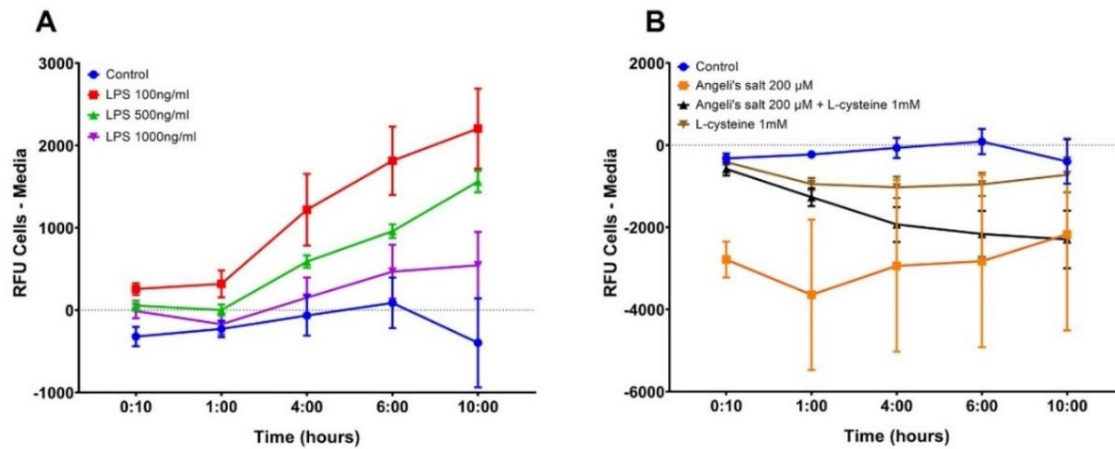 A
3000
2000
1000
0
-1000
RFU Cells - Media
Control
LPS 100ng/ml
LPS 500ng/ml
LPS 1000ng/ml
0:10 1:00 4:00 6:00 10:00
Time (hours)
B
2000
0
-2000
-4000
-6000
RFU Cells - Media
Control
Angeli's salt 200 µM
Angeli's salt 200 µM + L-cysteine 1mM
L-cysteine 1mM
0:10 1:00 4:00 6:00 10:00
Time (hours)